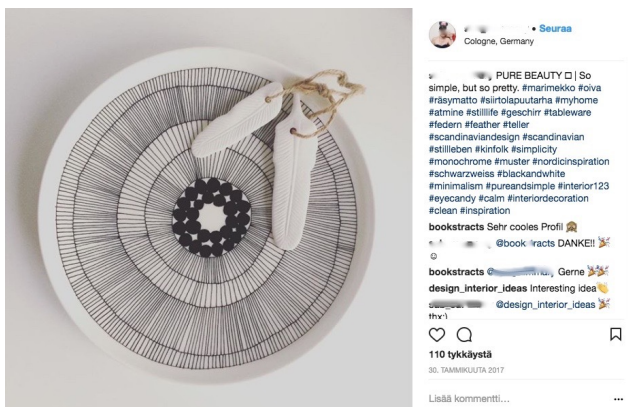 • Seuraa
Cologne, Germany
PURE BEAUTY | So
simple, but so pretty. #marimekko #oiva
#räsymatto #siirtolapuutarha #myhome
#atmine #stilllife #geschirr #tableware
#federn #feather #teller
#scandinaviandesign #scandinavian
#stillleben #kinfolk #simplicity
#monochrome #muster #nordicinspiration
#schwarzweiss #blackandwhite
#minimalism #pureandsimple #interior123
#eyecandy #calm #interiordecoration
#clean #inspiration
bookstracts Sehr cooles Profil 🙈
DANKE!! 🎉
☺
bookstracts Gerne 🎉🎉
design_interior_ideas Interesting idea👏
@design_interior_ideas 🎉
thx:)
110 tykkäystä
30. TAMMIKUUTA 2017
Lisää kommentti…